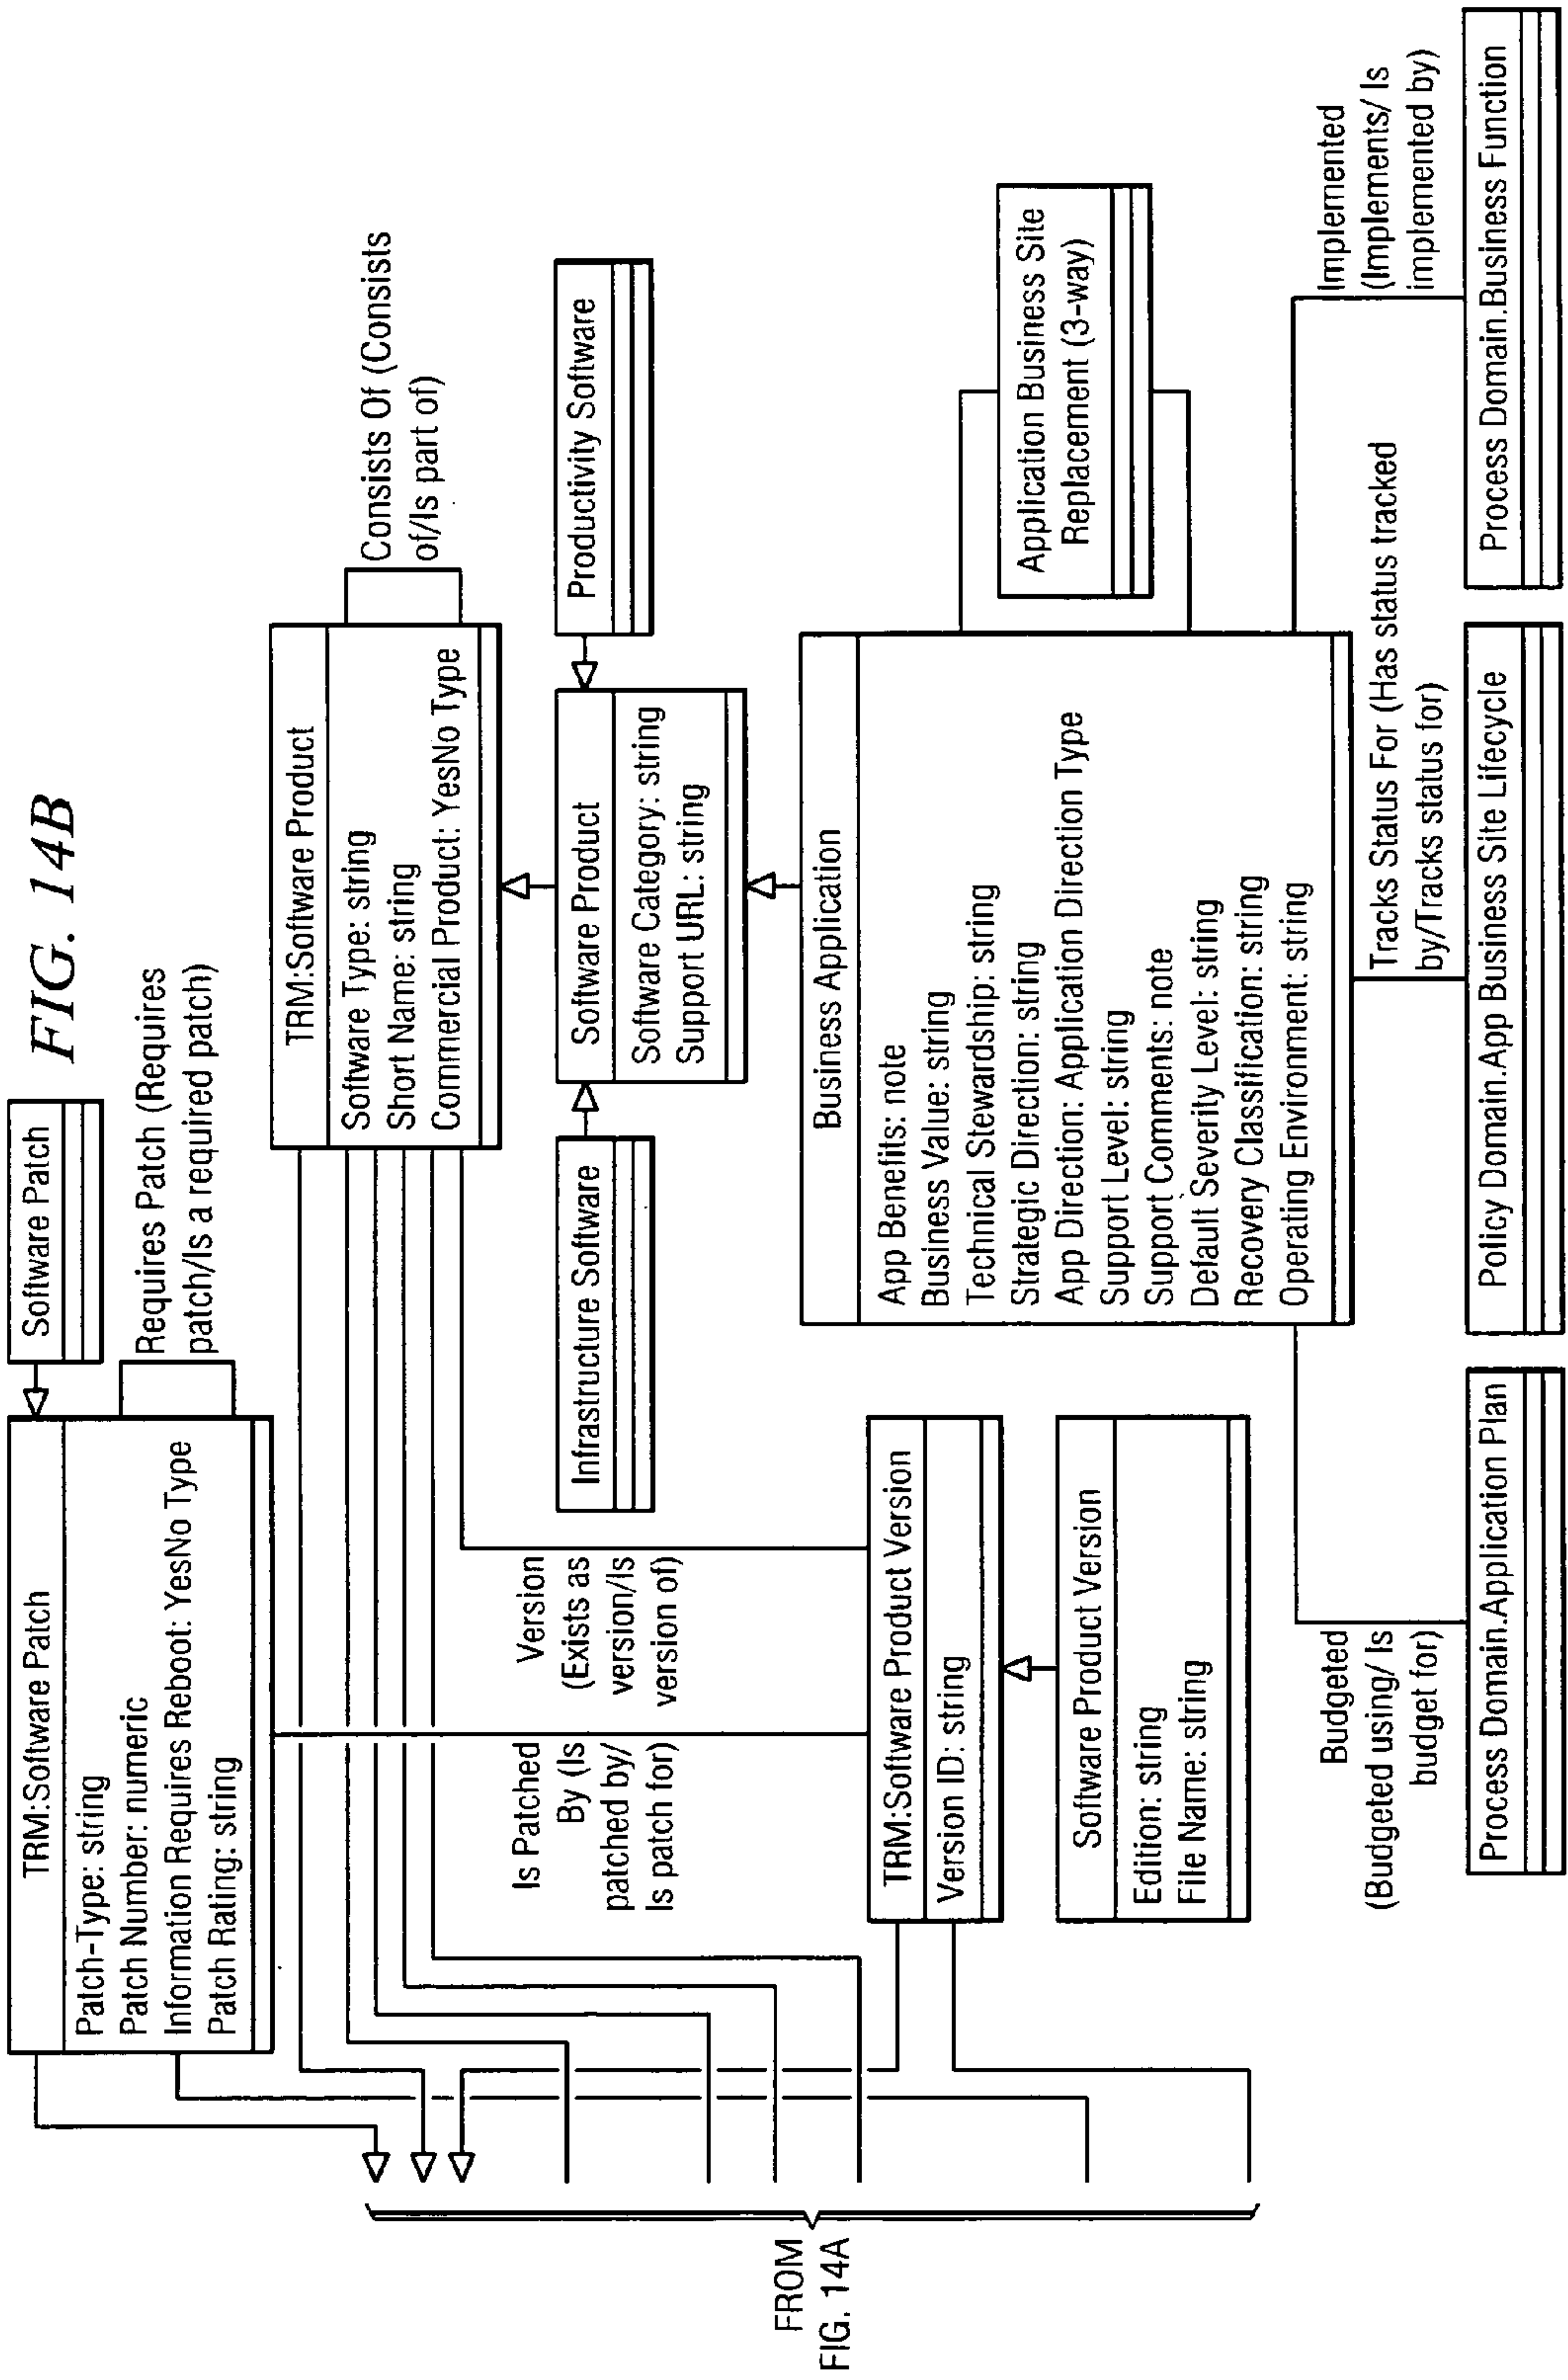 FIG. 14B
TRM:Software Patch
Patch-Type: string
Patch Number: numeric
Information Requires Reboot: YesNo Type
Patch Rating: string
Software Patch
Requires Patch (Requires
patch/Is a required patch)
TRM:Software Product
Software Type: string
Short Name: string
Commercial Product: YesNo Type
Consists Of (Consists
of/Is part of)
Is Patched
By (Is
patched by/
Is patch for)
Version
(Exists as
version/Is
version of)
Infrastructure Software
Software Product
Software Category: string
Support URL: string
Productivity Software
TRM:Software Product Version
Version ID: string
Software Product Version
Edition: string
File Name: string
Business Application
App Benefits: note
Business Value: string
Technical Stewardship: string
Strategic Direction: string
App Direction: Application Direction Type
Support Level: string
Support Comments: note
Default Severity Level: string
Recovery Classification: string
Operating Environment: string
Application Business Site
Replacement (3-way)
FROM
FIG. 14A
Budgeted
(Budgeted using/ Is
budget for)
Tracks Status For (Has status tracked
by/Tracks status for)
Implemented
(Implements/ Is
implemented by)
Process Domain.Application Plan
Policy Domain.App Business Site Lifecycle
Process Domain.Business Function